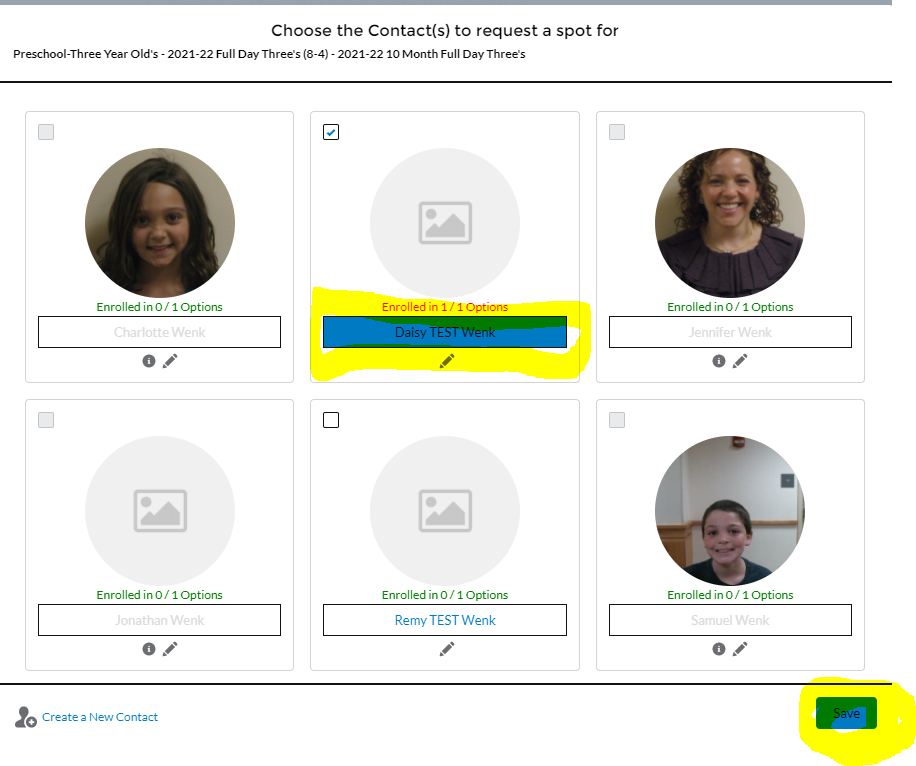 Choose the Contact(s) to request a spot for
Preschool-Three Year Old's - 2021-22 Full Day Three's (8-4) - 2021-22 10 Month Full Day Three's
Enrolled in 0 / 1 Options
Charlotte Wenk
Enrolled in 1 / 1 Options
Daisy TEST Wenk
Enrolled in 0 / 1 Options
Jennifer Wenk
Enrolled in 0 / 1 Options
Jonathan Wenk
Enrolled in 0 / 1 Options
Remy TEST Wenk
Enrolled in 0 / 1 Options
Samuel Wenk
Create a New Contact
Save